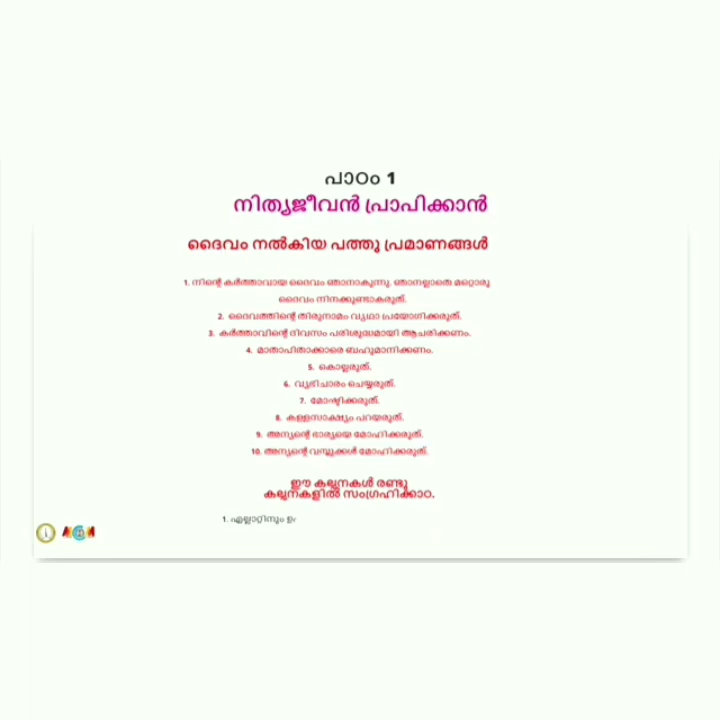 പാഠം 1
നിത്യജീവൻ പ്രാപിക്കാൻ
ദൈവം നൽകിയ പത്തു പ്രമാണങ്ങൾ
1. നിന്റെ കർത്താവായ ദൈവം ഞാനാകുന്നു. ഞാനല്ലാതെ മറ്റൊരു
ദൈവം നിനക്കുണ്ടാകരുത്.
2. ദൈവത്തിന്റെ തിരുനാമം വൃഥാ പ്രയോഗിക്കരുത്.
3. കർത്താവിന്റെ ദിവസം പരിശുദ്ധമായി ആചരിക്കണം.
4. മാതാപിതാക്കാരെ ബഹുമാനിക്കണം.
5. കൊല്ലരുത്.
6. വ്യഭിചാരം ചെയ്യരുത്.
7. മോഷ്ടിക്കരുത്.
8. കള്ളസാക്ഷ്യം പറയരുത്.
9. അന്യന്റെ ഭാര്യയെ മോഹിക്കരുത്.
10. അന്യന്റെ വസ്തുക്കൾ മോഹിക്കരുത്.
ഈ കല്പനകൾ രണ്ടു
കല്പനകളിൽ സംഗ്രഹിക്കാഠ.
1. എല്ലാറ്റിനും